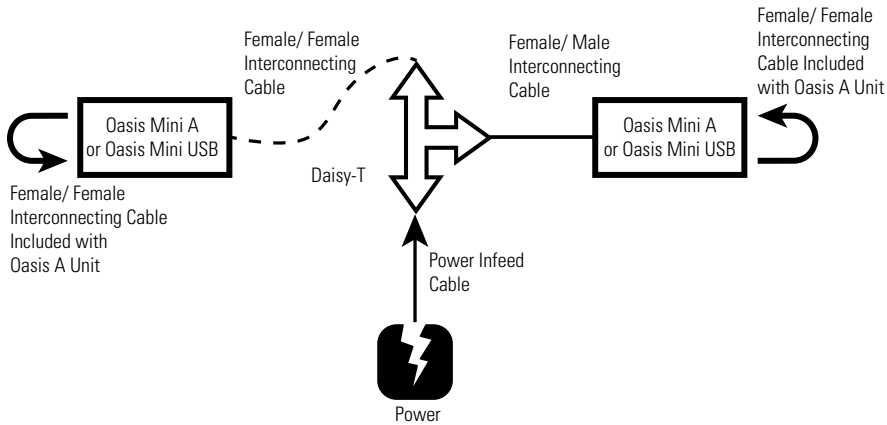 Female/ Female
Interconnecting
Cable
Female/ Male
Interconnecting
Cable
Female/ Female
Interconnecting
Cable Included
with Oasis A Unit
Oasis Mini A
or Oasis Mini USB
Oasis Mini A
or Oasis Mini USB
Daisy-T
Female/ Female
Interconnecting Cable
Included with
Oasis A Unit
Power Infeed
Cable
Power